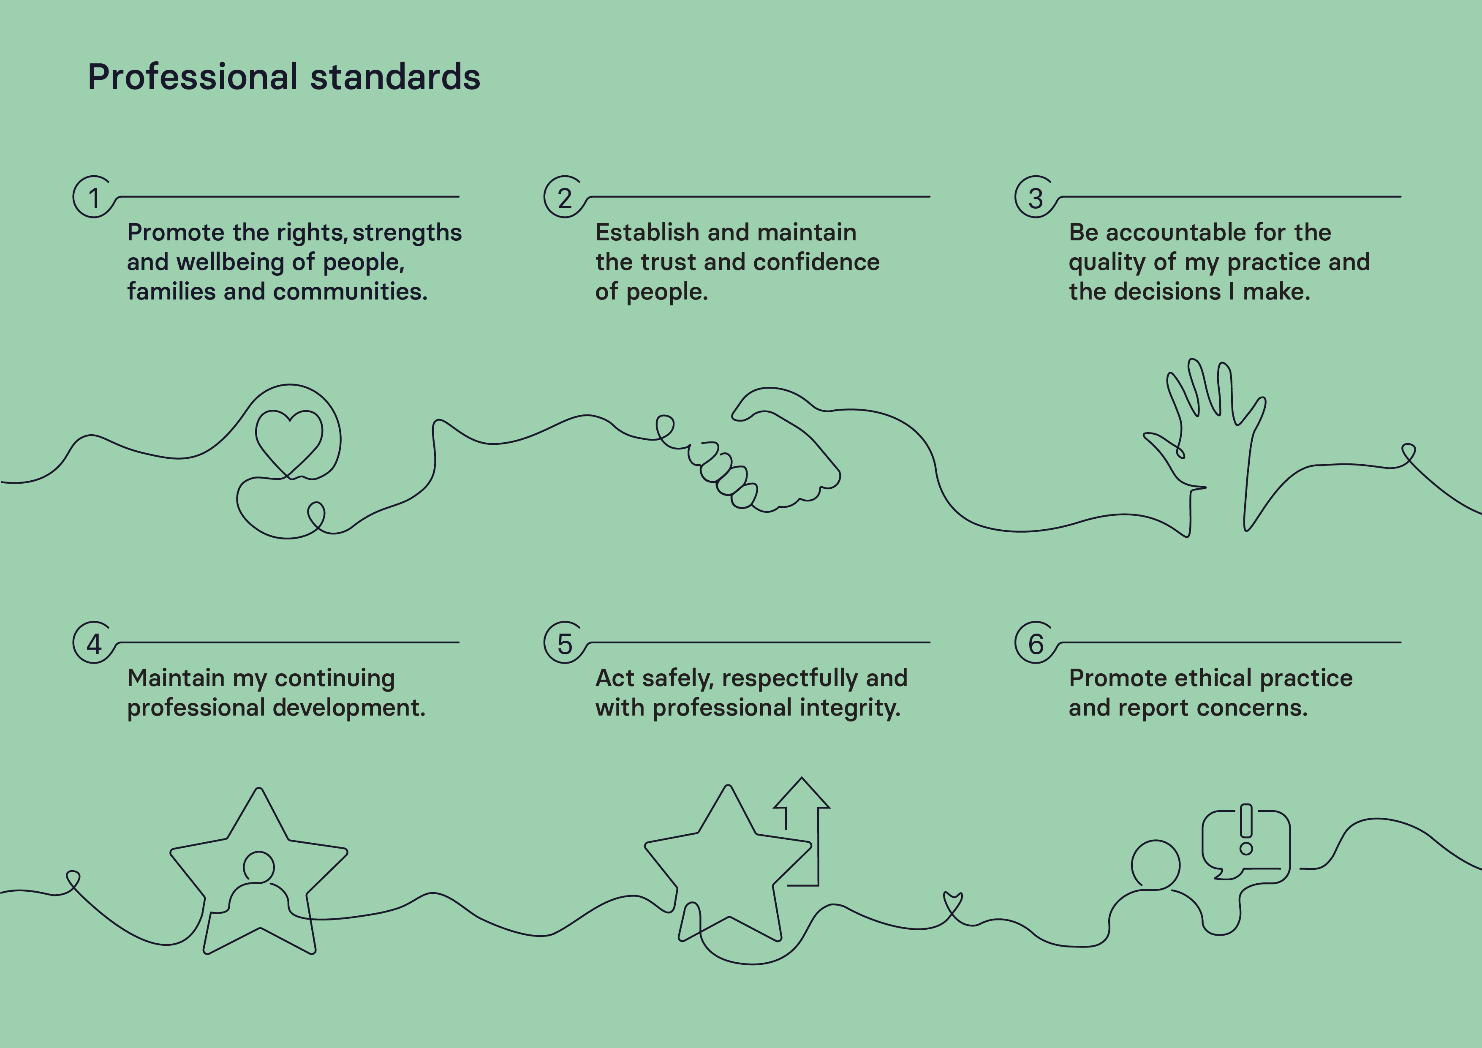 Professional standards
1
Promote the rights, strengths
and wellbeing of people,
families and communities.
2
Establish and maintain
the trust and confidence
of people.
3
Be accountable for the
quality of my practice and
the decisions I make.
4
Maintain my continuing
professional development.
5
Act safely, respectfully and
with professional integrity.
6
Promote ethical practice
and report concerns.